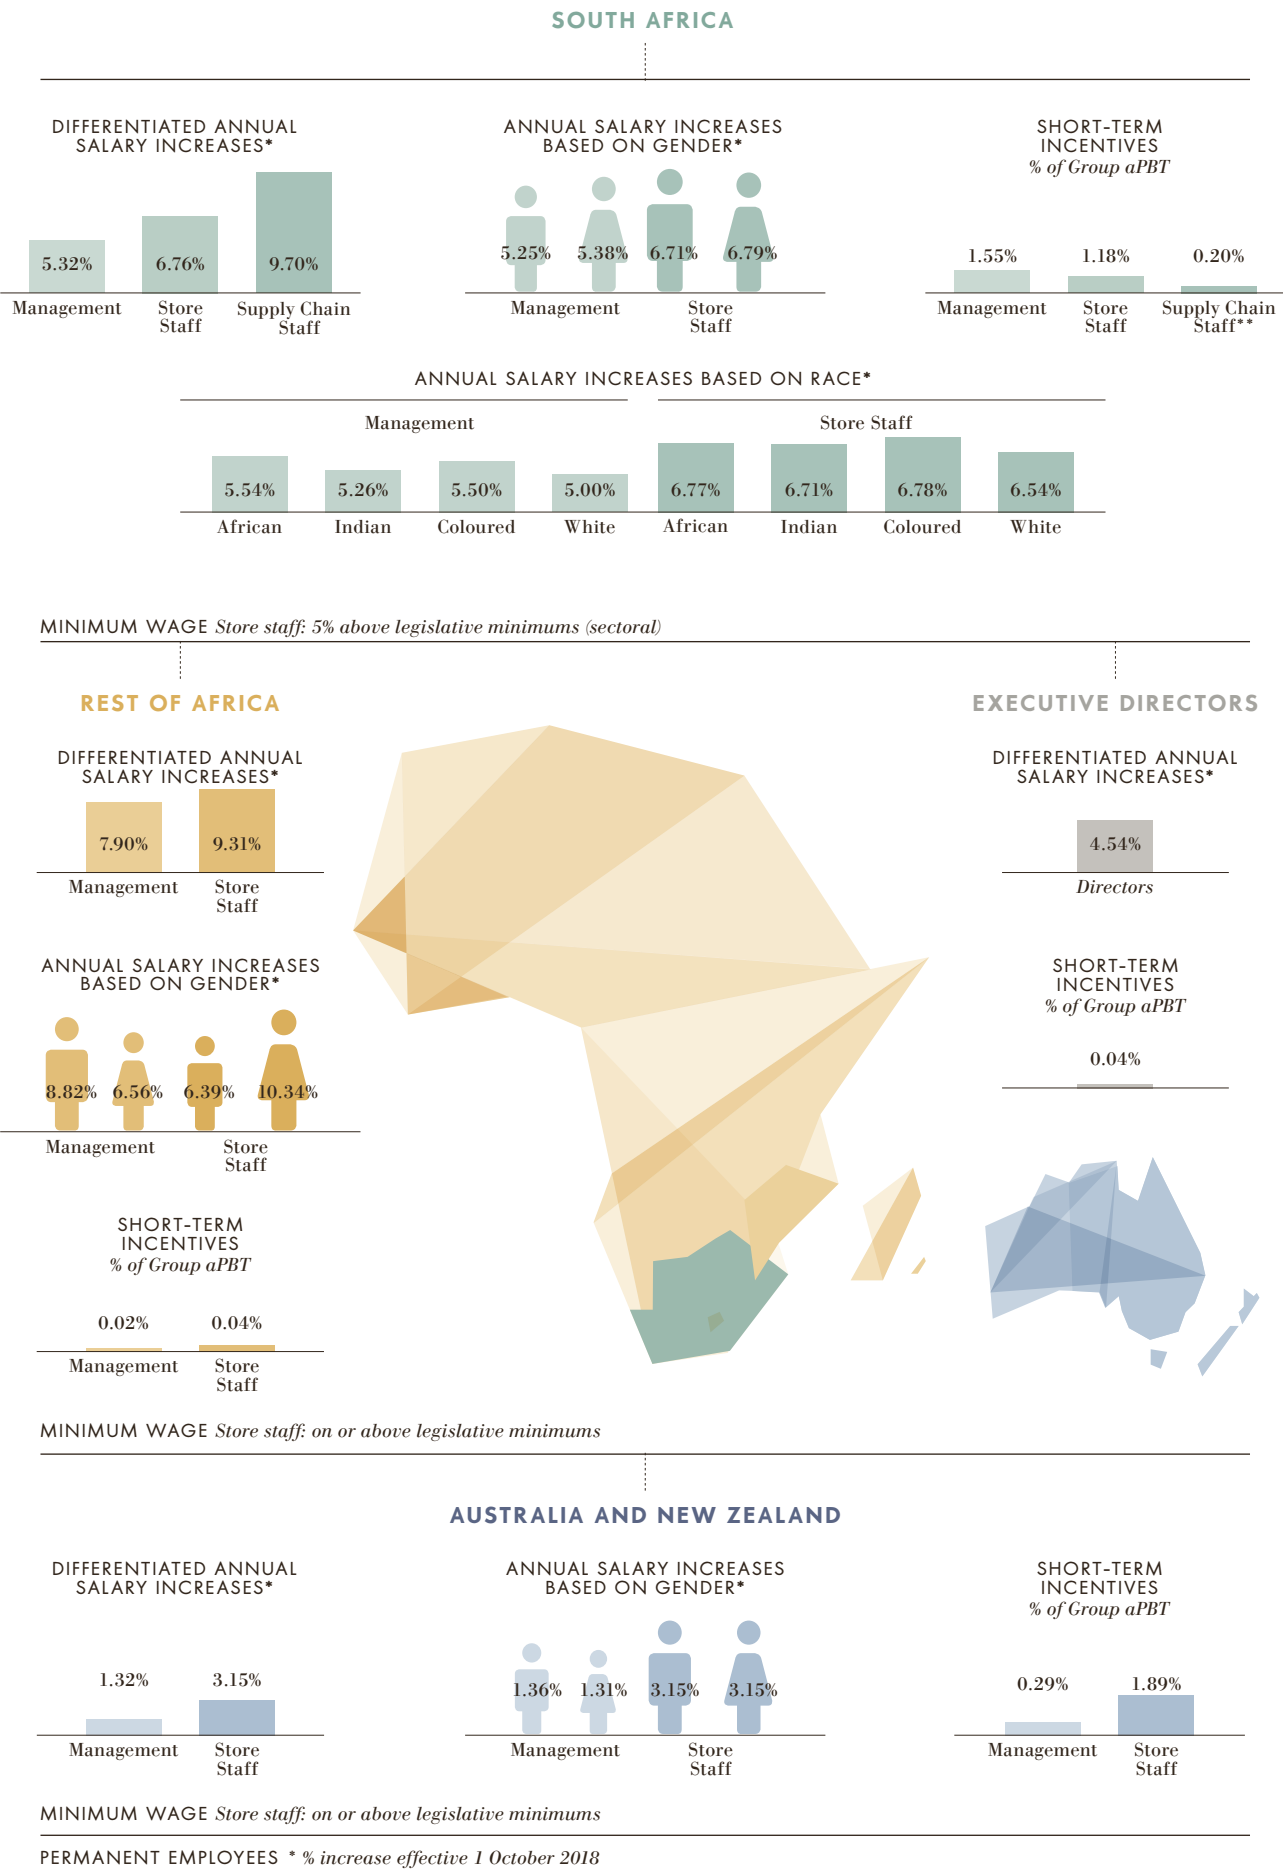 SOUTH AFRICA
DIFFERENTIATED ANNUAL
SALARY INCREASES*
5.32%
6.76%
9.70%
Management
Store
Staff
Supply Chain
Staff
ANNUAL SALARY INCREASES
BASED ON GENDER*
5.25%
5.38%
6.71%
6.79%
Management
Store
Staff
SHORT-TERM
INCENTIVES
% of Group aPBT
1.55%
1.18%
0.20%
Management
Store
Staff
Supply Chain
Staff**
ANNUAL SALARY INCREASES BASED ON RACE*
Management
Store Staff
5.54%
5.26%
5.50%
5.00%
6.77%
6.71%
6.78%
6.54%
African
Indian
Coloured
White
African
Indian
Coloured
White
MINIMUM WAGE Store staff: 5% above legislative minimums (sectoral)
REST OF AFRICA
DIFFERENTIATED ANNUAL
SALARY INCREASES*
7.90%
9.31%
Management
Store
Staff
ANNUAL SALARY INCREASES
BASED ON GENDER*
8.82%
6.56%
6.39%
10.34%
Management
Store
Staff
SHORT-TERM
INCENTIVES
% of Group aPBT
0.02%
0.04%
Management
Store
Staff
EXECUTIVE DIRECTORS
DIFFERENTIATED ANNUAL
SALARY INCREASES*
4.54%
Directors
SHORT-TERM
INCENTIVES
% of Group aPBT
0.04%
MINIMUM WAGE Store staff: on or above legislative minimums
AUSTRALIA AND NEW ZEALAND
DIFFERENTIATED ANNUAL
SALARY INCREASES*
1.32%
3.15%
Management
Store
Staff
ANNUAL SALARY INCREASES
BASED ON GENDER*
1.36%
1.31%
3.15%
3.15%
Management
Store
Staff
SHORT-TERM
INCENTIVES
% of Group aPBT
0.29%
1.89%
Management
Store
Staff
MINIMUM WAGE Store staff: on or above legislative minimums
PERMANENT EMPLOYEES * % increase effective 1 October 2018